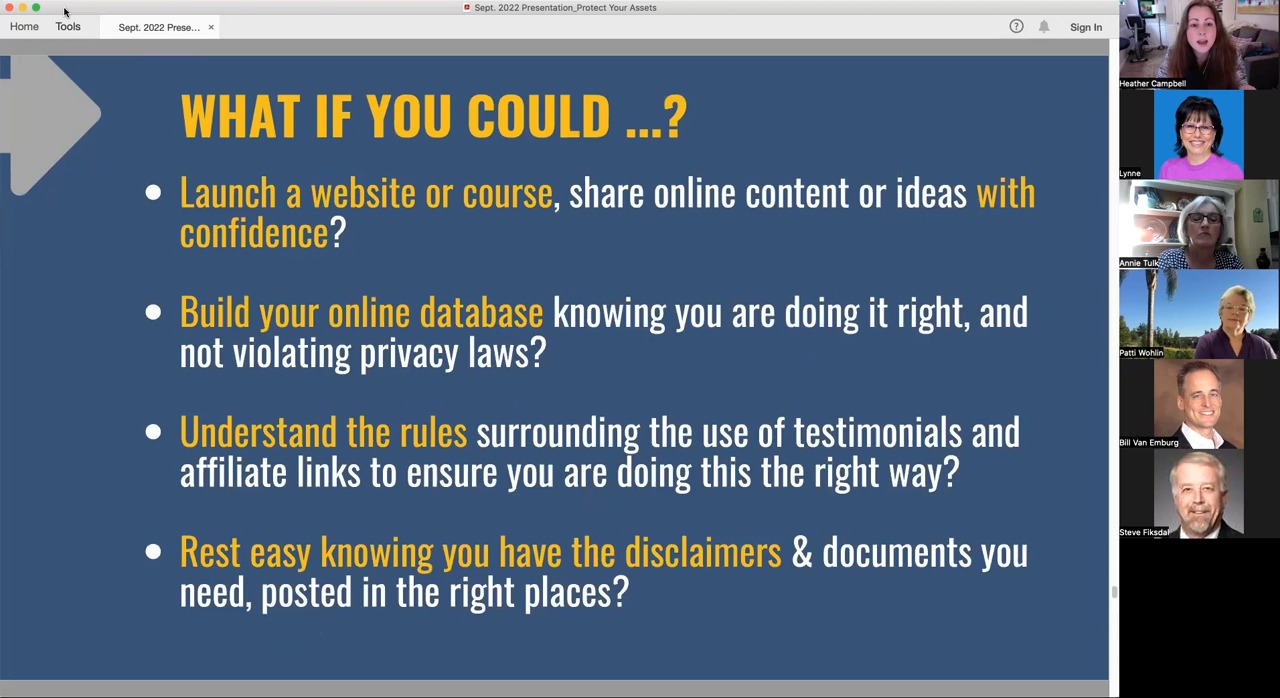 Sept. 2022 Presentation_Protect Your Assets
Home
Tools
Sept. 2022 Prese... ×
? Sign In
WHAT IF YOU COULD ...?
• Launch a website or course, share online content or ideas with
confidence?
• Build your online database knowing you are doing it right, and
not violating privacy laws?
• Understand the rules surrounding the use of testimonials and
affiliate links to ensure you are doing this the right way?
• Rest easy knowing you have the disclaimers & documents you
need, posted in the right places?
Heather Campbell
Lynne
Annie Tulk
Patti Wohlin
Bill Van Emburg
Steve Fiksdal